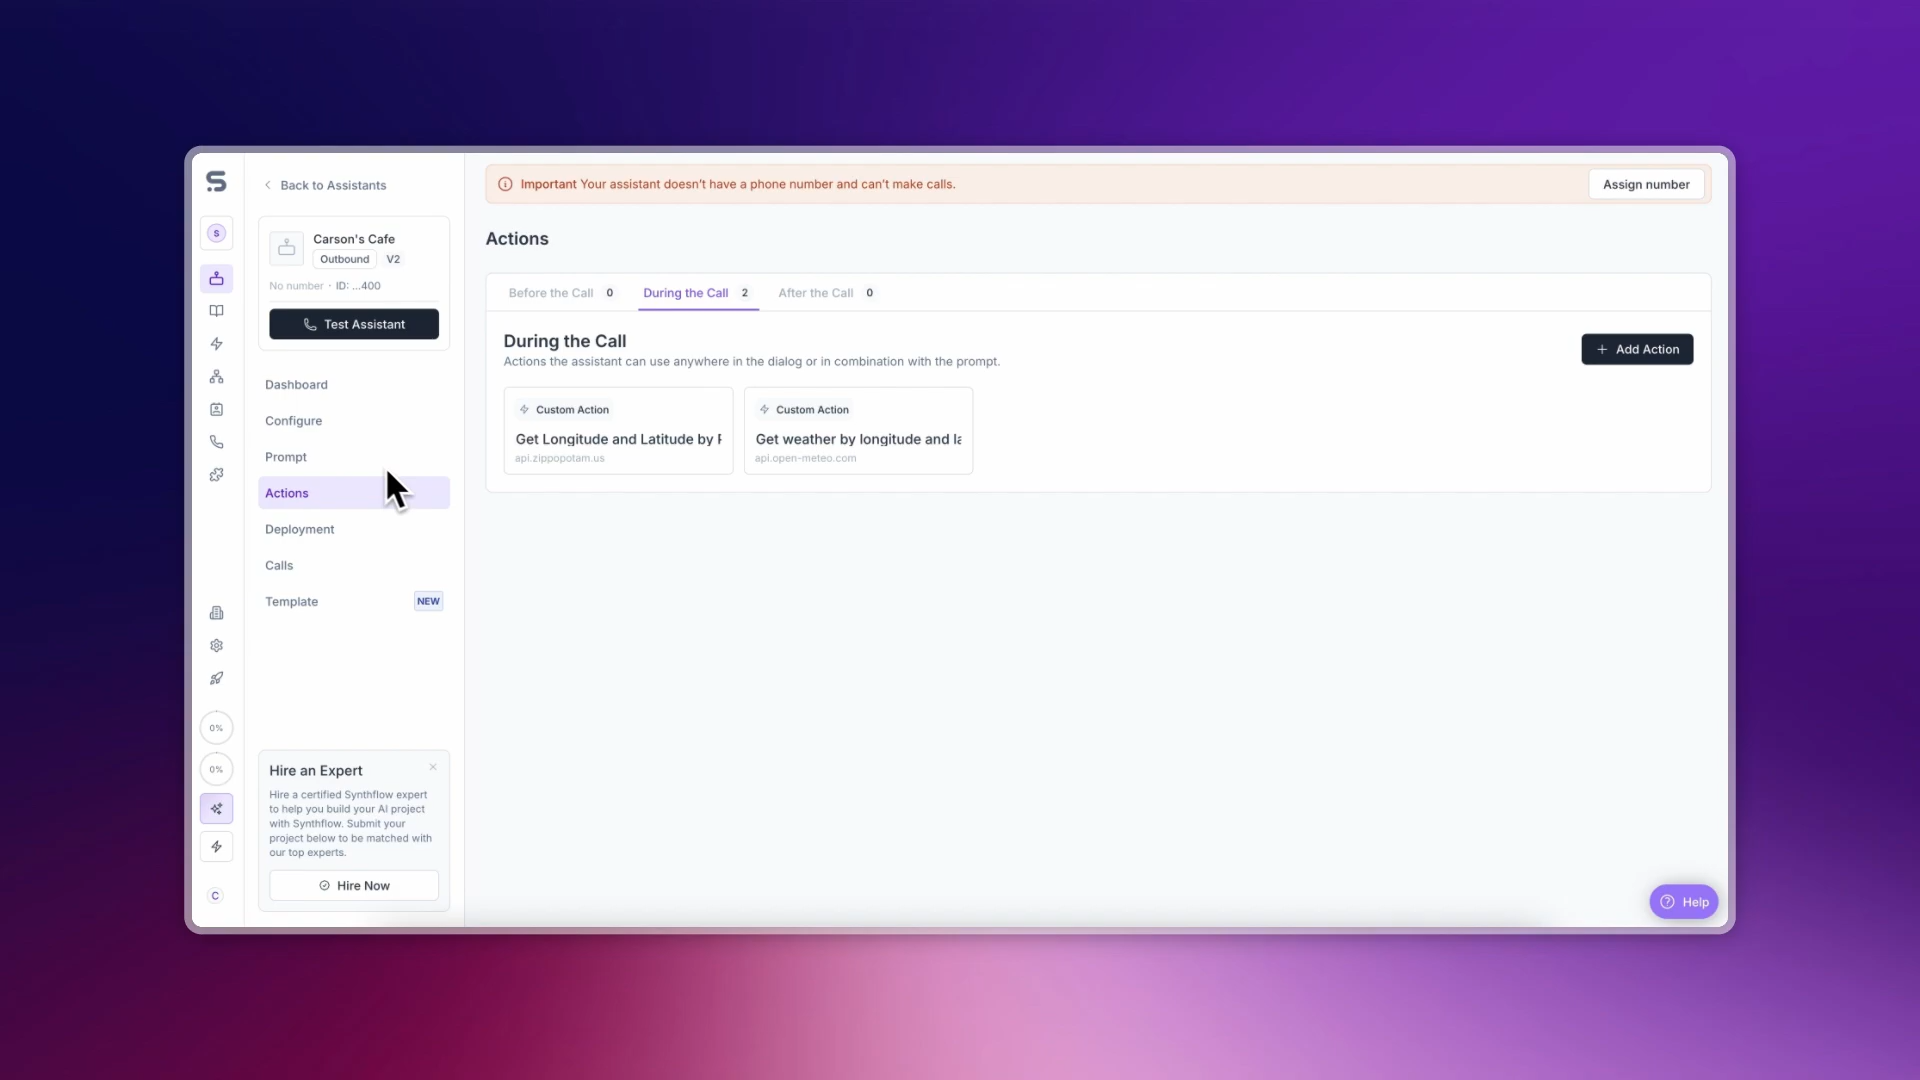 Back to Assistants
S
Carson's Cafe
Outbound V2
No number · ID: ...400
Test Assistant
Dashboard
Configure
Prompt
Actions
Deployment
Calls
Template NEW
0%
0%
C
Hire an Expert
Hire a certified Synthflow expert
to help you build your AI project
with Synthflow. Submit your
project below to be matched with
our top experts.
Hire Now
Important Your assistant doesn't have a phone number and can't make calls.
Assign number
Actions
Before the Call 0 During the Call 2 After the Call 0
During the Call
Actions the assistant can use anywhere in the dialog or in combination with the prompt.
Add Action
Custom Action
Get Longitude and Latitude by
api.zippopotam.us
Custom Action
Get weather by longitude and
api.open-meteo.com
Help